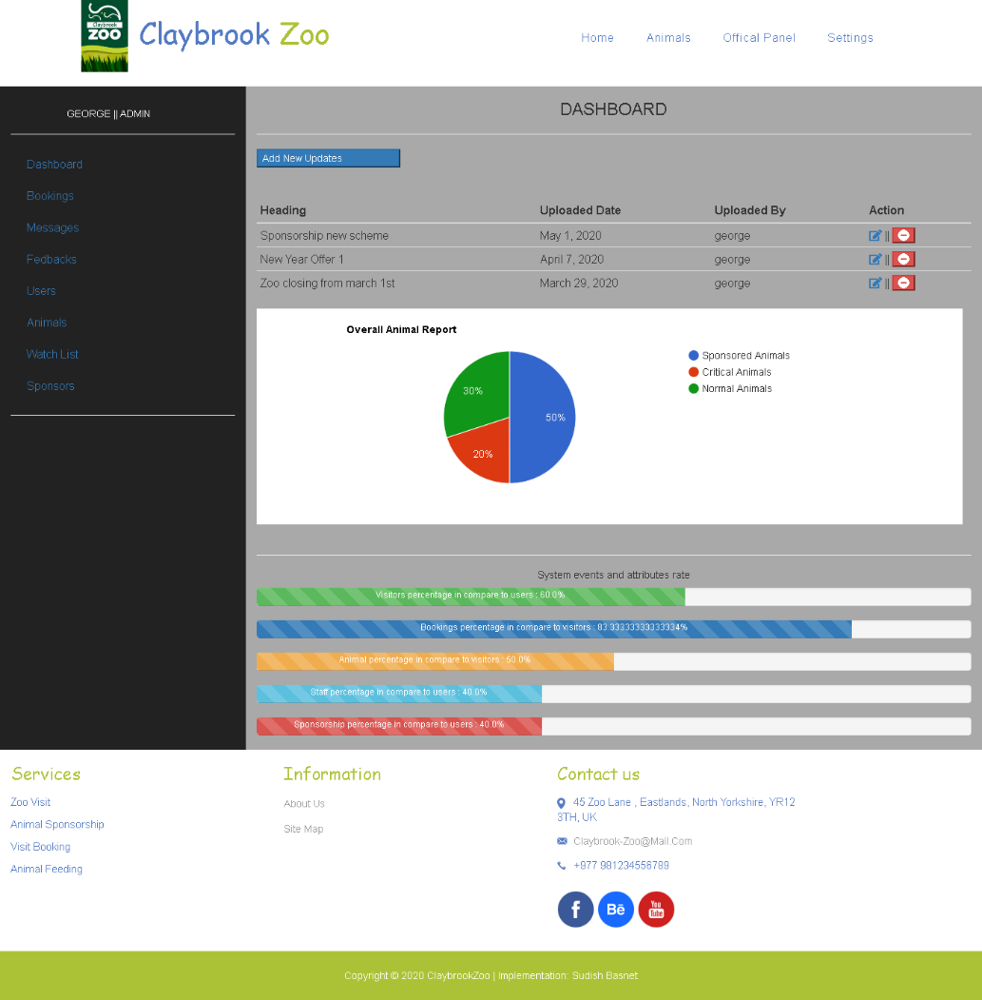 Claybrook
ZOO
Claybrook Zoo
Home Animals Offical Panel Settings
GEORGE || ADMIN
Dashboard
Bookings
Messages
Fedbacks
Users
Animals
Watch List
Sponsors
DASHBOARD
Add New Updates
Heading Uploaded Date Uploaded By Action
Sponsorship new scheme May 1, 2020 george ||
New Year Offer 1 April 7, 2020 george ||
Zoo closing from march 1st March 29, 2020 george ||
Overall Animal Report
Sponsored Animals
Critical Animals
Normal Animals
30%
50%
20%
System events and attributes rate
Visitors percentage in compare to users : 60.0%
Bookings percentage in compare to visitors : 83.33333333333334%
Animal percentage in compare to visitors : 50.0%
Staff percentage in compare to users : 40.0%
Sponsorship percentage in compare to users : 40.0%
Services
Zoo Visit
Animal Sponsorship
Visit Booking
Animal Feeding
Information
About Us
Site Map
Contact us
45 Zoo Lane , Eastlands, North Yorkshire, YR12
3TH, UK
Claybrook-Zoo@Mail.Com
+977 981234556789
f Bē You Tube
Copyright © 2020 ClaybrookZoo | Implementation: Sudish Basnet